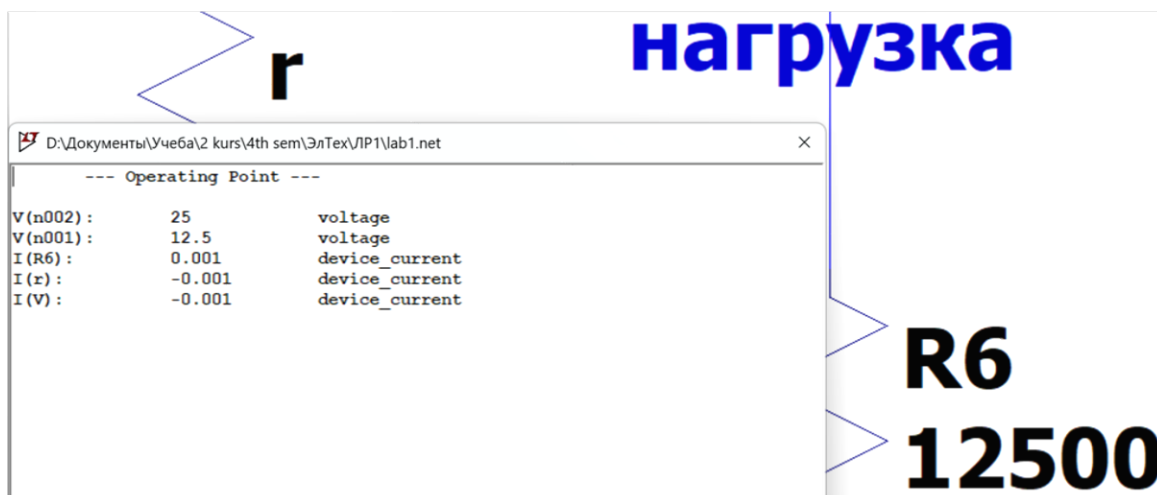 нагрузка
r
D:\Документы\Учеба\2 kurs\4th sem\ЭлТех\ЛР1\lab1.net
--- Operating Point ---
V(n002): 25 voltage
V(n001): 12.5 voltage
I(R6): 0.001 device_current
I(r): -0.001 device_current
I(V): -0.001 device_current
R6
12500